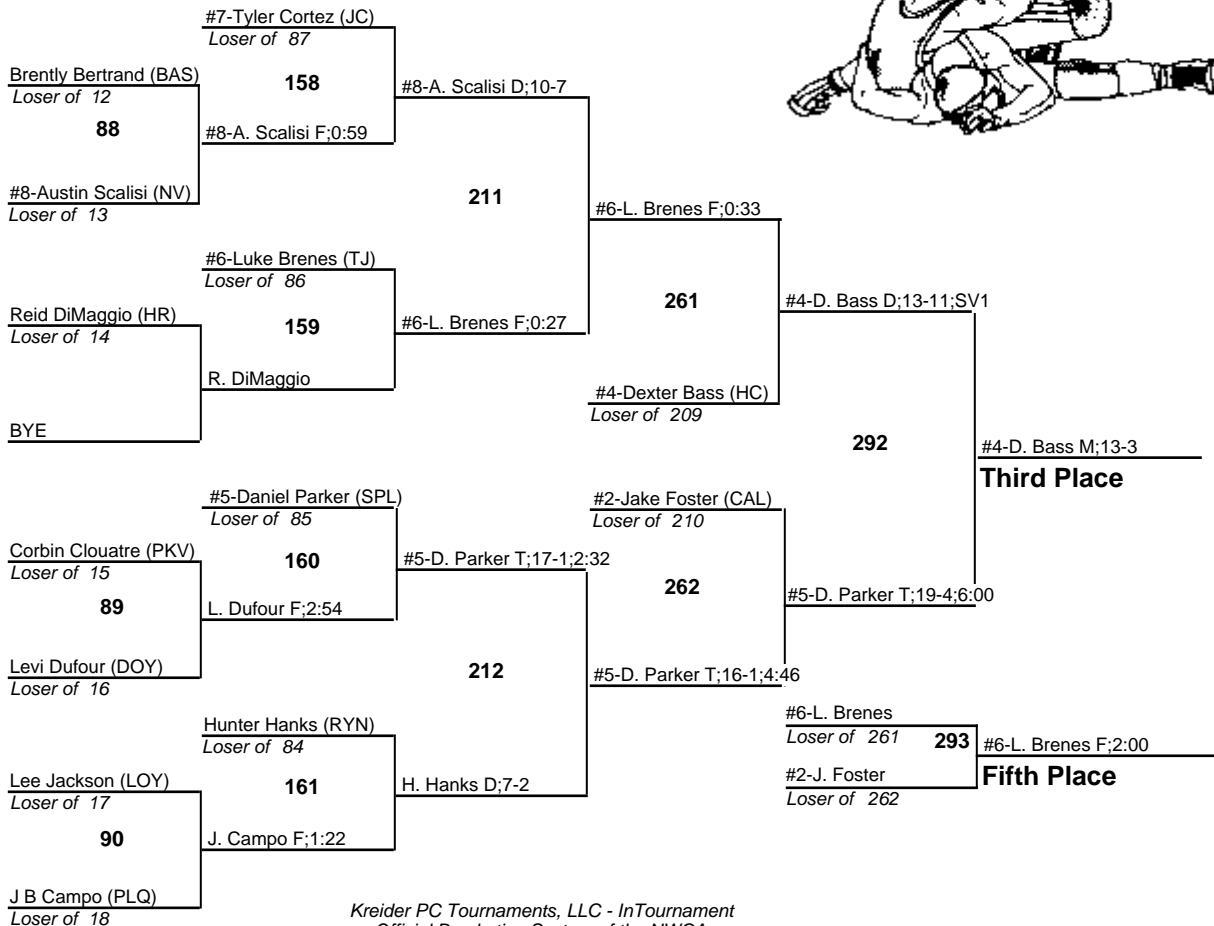 #7-Tyler Cortez (JC)
Loser of 87
Brently Bertrand (BAS)
Loser of 12
158
#8-A. Scalisi D;10-7
88
#8-A. Scalisi F;0:59
#8-Austin Scalisi (NV)
Loser of 13
211
#6-L. Brenes F;0:33
#6-Luke Brenes (TJ)
Loser of 86
Reid DiMaggio (HR)
Loser of 14
159
#6-L. Brenes F;0:27
261
#4-D. Bass D;13-11;SV1
R. DiMaggio
#4-Dexter Bass (HC)
Loser of 209
BYE
292
#4-D. Bass M;13-3
Third Place
#5-Daniel Parker (SPL)
Loser of 85
#2-Jake Foster (CAL)
Loser of 210
Corbin Clouatre (PKV)
Loser of 15
160
#5-D. Parker T;17-1;2:32
262
89
L. Dufour F;2:54
#5-D. Parker T;19-4;6:00
Levi Dufour (DOY)
Loser of 16
212
#5-D. Parker T;16-1;4:46
Hunter Hanks (RYN)
Loser of 84
#6-L. Brenes
Loser of 261
293
#6-L. Brenes F;2:00
Fifth Place
#2-J. Foster
Loser of 262
Lee Jackson (LOY)
Loser of 17
161
H. Hanks D;7-2
90
J. Campo F;1:22
J B Campo (PLQ)
Loser of 18
Kreider PC Tournaments, LLC - InTournament